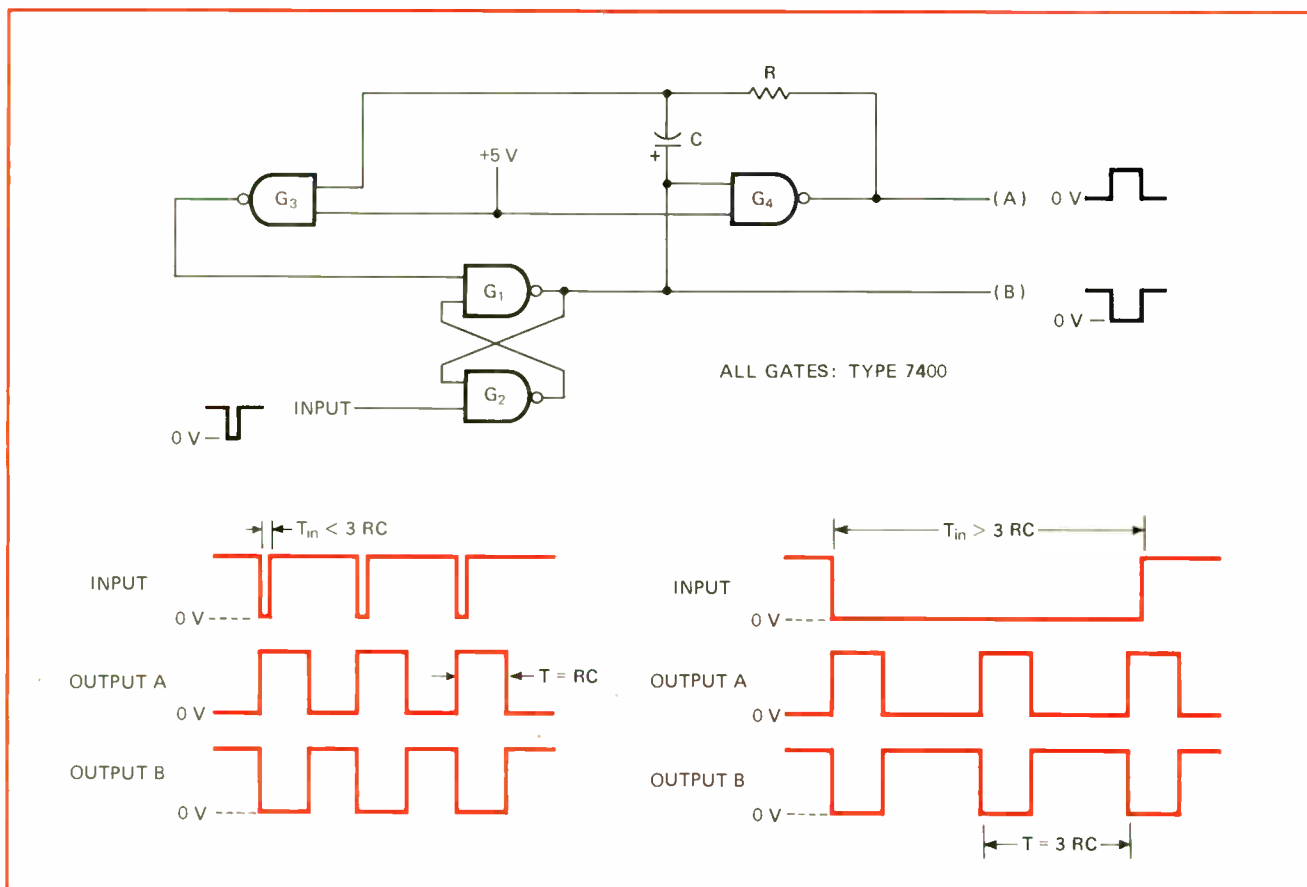 R
C
+
+5 V
G3
G4
(A)
0 V
G1
(B)
0 V
ALL GATES: TYPE 7400
G2
INPUT
0 V
Tin < 3 RC
Tin > 3 RC
INPUT
0 V
INPUT
0 V
OUTPUT A
T = RC
0 V
OUTPUT A
0 V
OUTPUT B
0 V
OUTPUT B
0 V
T = 3 RC